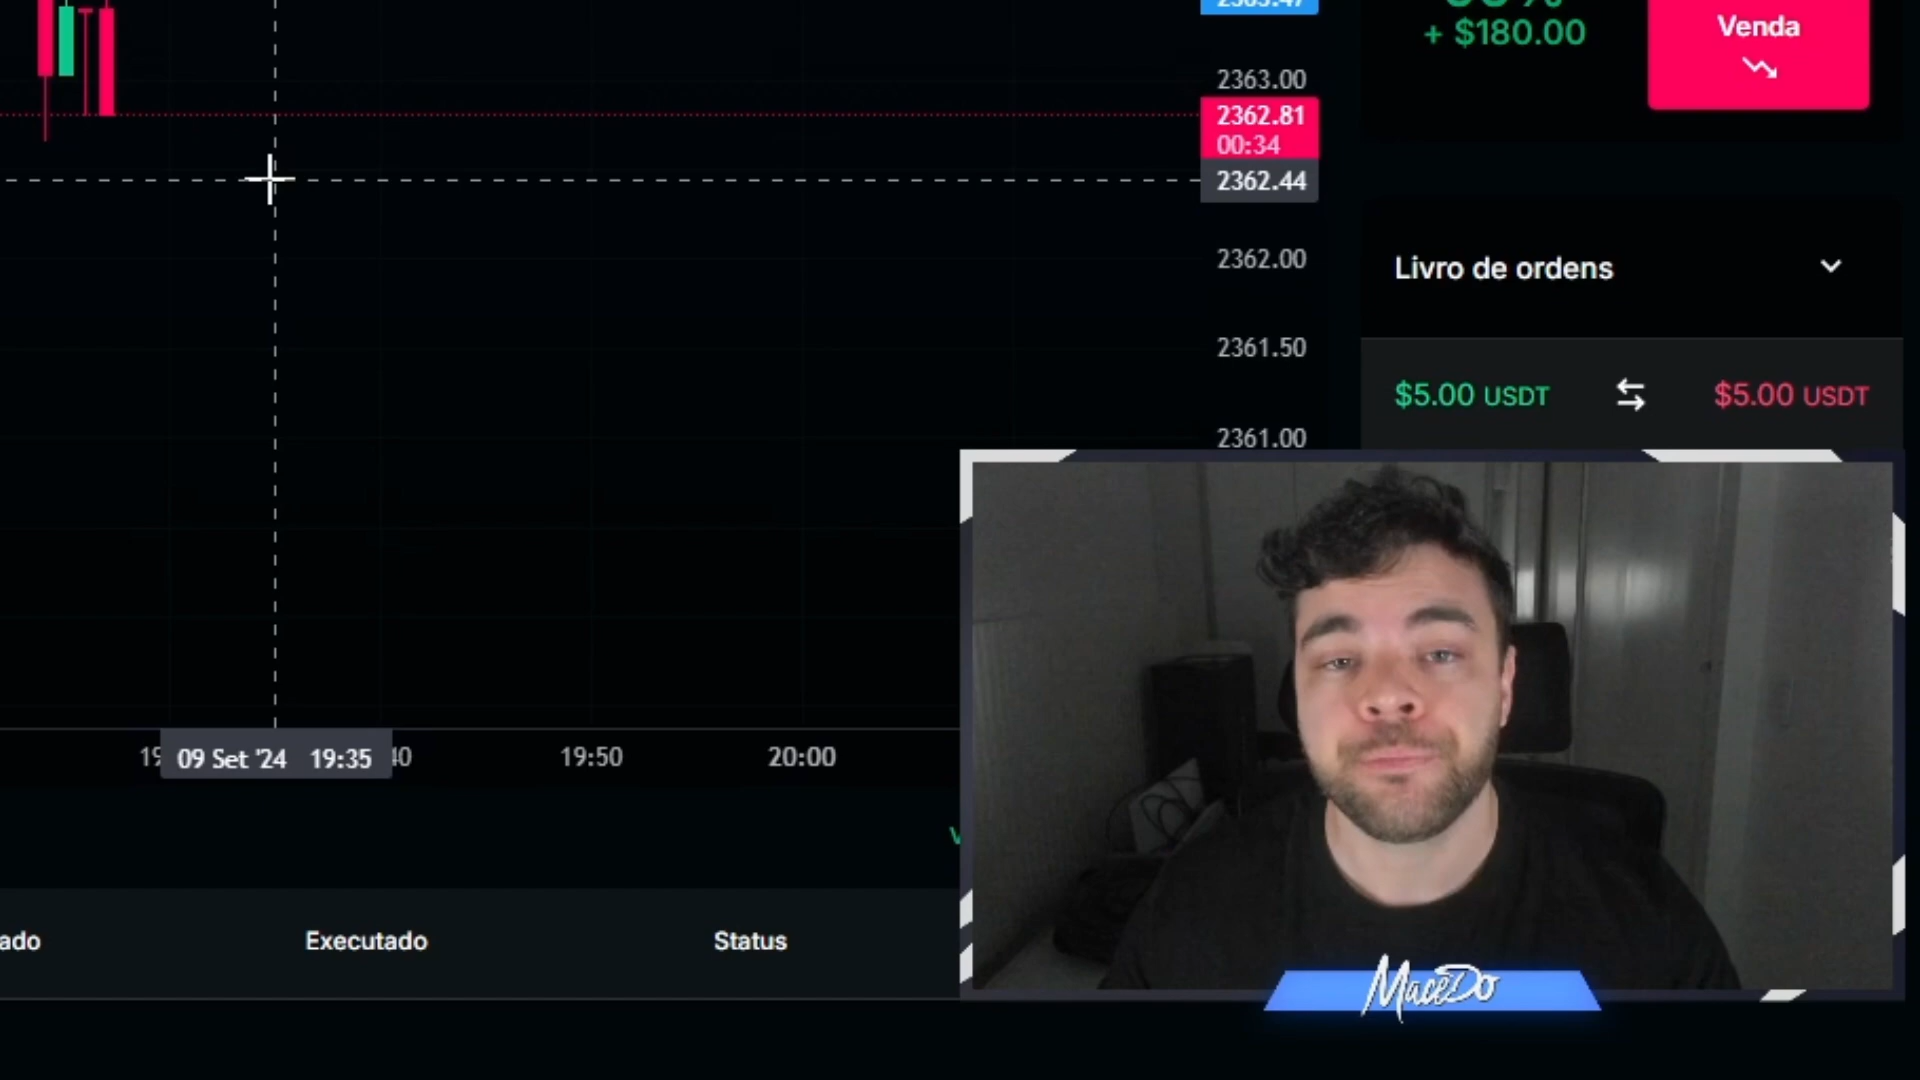 + $180.00
Venda
2363.00
2362.81
00:34
2362.44
2362.00
2361.50
2361.00
Livro de ordens
$5.00 USDT
$5.00 USDT
09 Set '24 19:35
19:50
20:00
Executado
Status
MaceDo